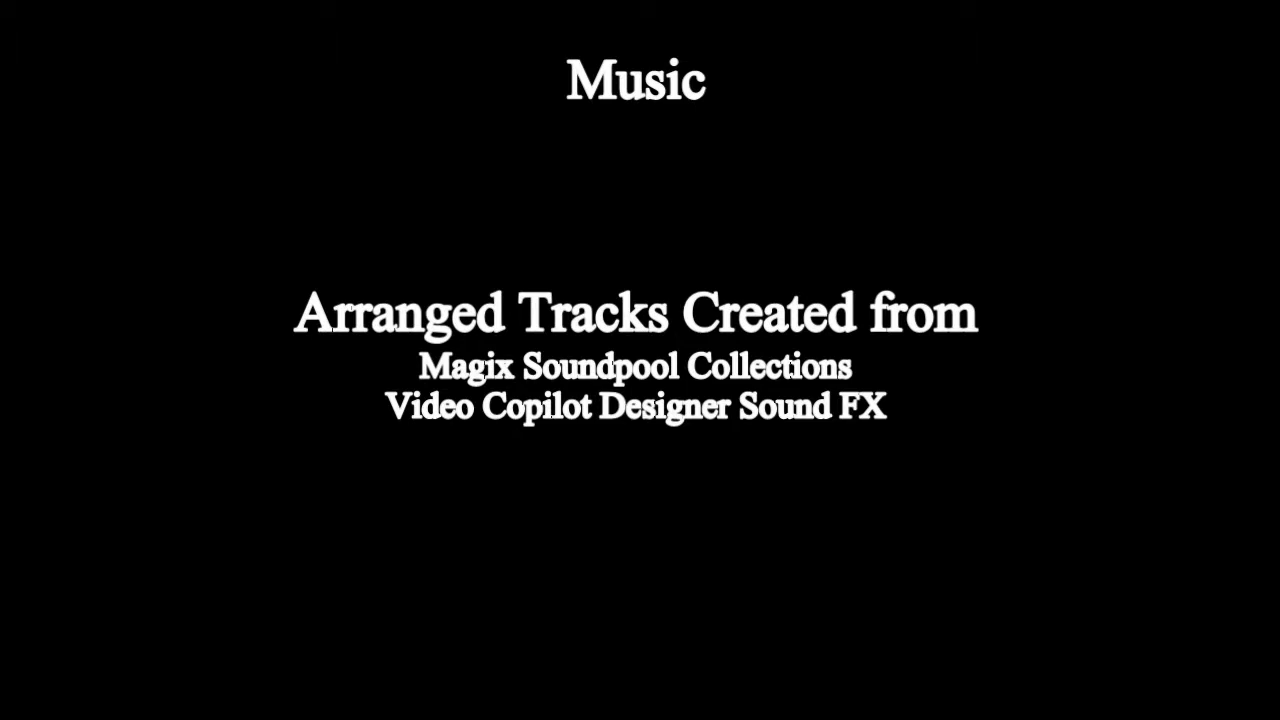 Music
Arranged Tracks Created from
Magix Soundpool Collections
Video Copilot Designer Sound FX